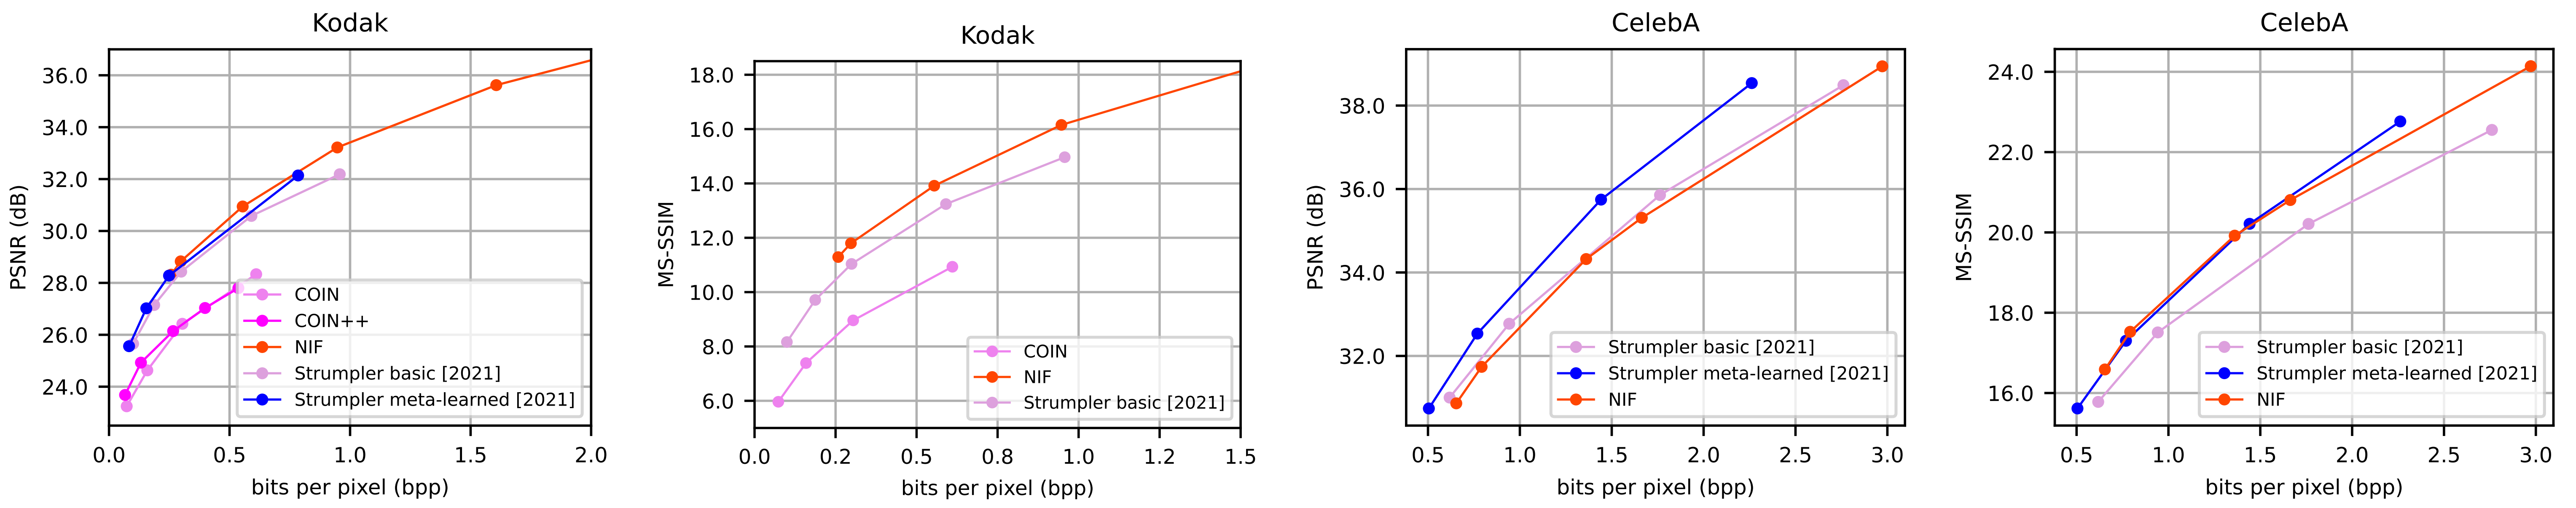 Kodak
PSNR (dB)
36.0
34.0
32.0
30.0
28.0
26.0
24.0
COIN
COIN++
NIF
Strumpler basic [2021]
Strumpler meta-learned [2021]
0.0 0.5 1.0 1.5 2.0
bits per pixel (bpp)
Kodak
MS-SSIM
18.0
16.0
14.0
12.0
10.0
8.0
6.0
COIN
NIF
Strumpler basic [2021]
0.0 0.2 0.5 0.8 1.0 1.2 1.5
bits per pixel (bpp)
CelebA
PSNR (dB)
38.0
36.0
34.0
32.0
Strumpler basic [2021]
Strumpler meta-learned [2021]
NIF
0.5 1.0 1.5 2.0 2.5 3.0
bits per pixel (bpp)
CelebA
MS-SSIM
24.0
22.0
20.0
18.0
16.0
Strumpler basic [2021]
Strumpler meta-learned [2021]
NIF
0.5 1.0 1.5 2.0 2.5 3.0
bits per pixel (bpp)